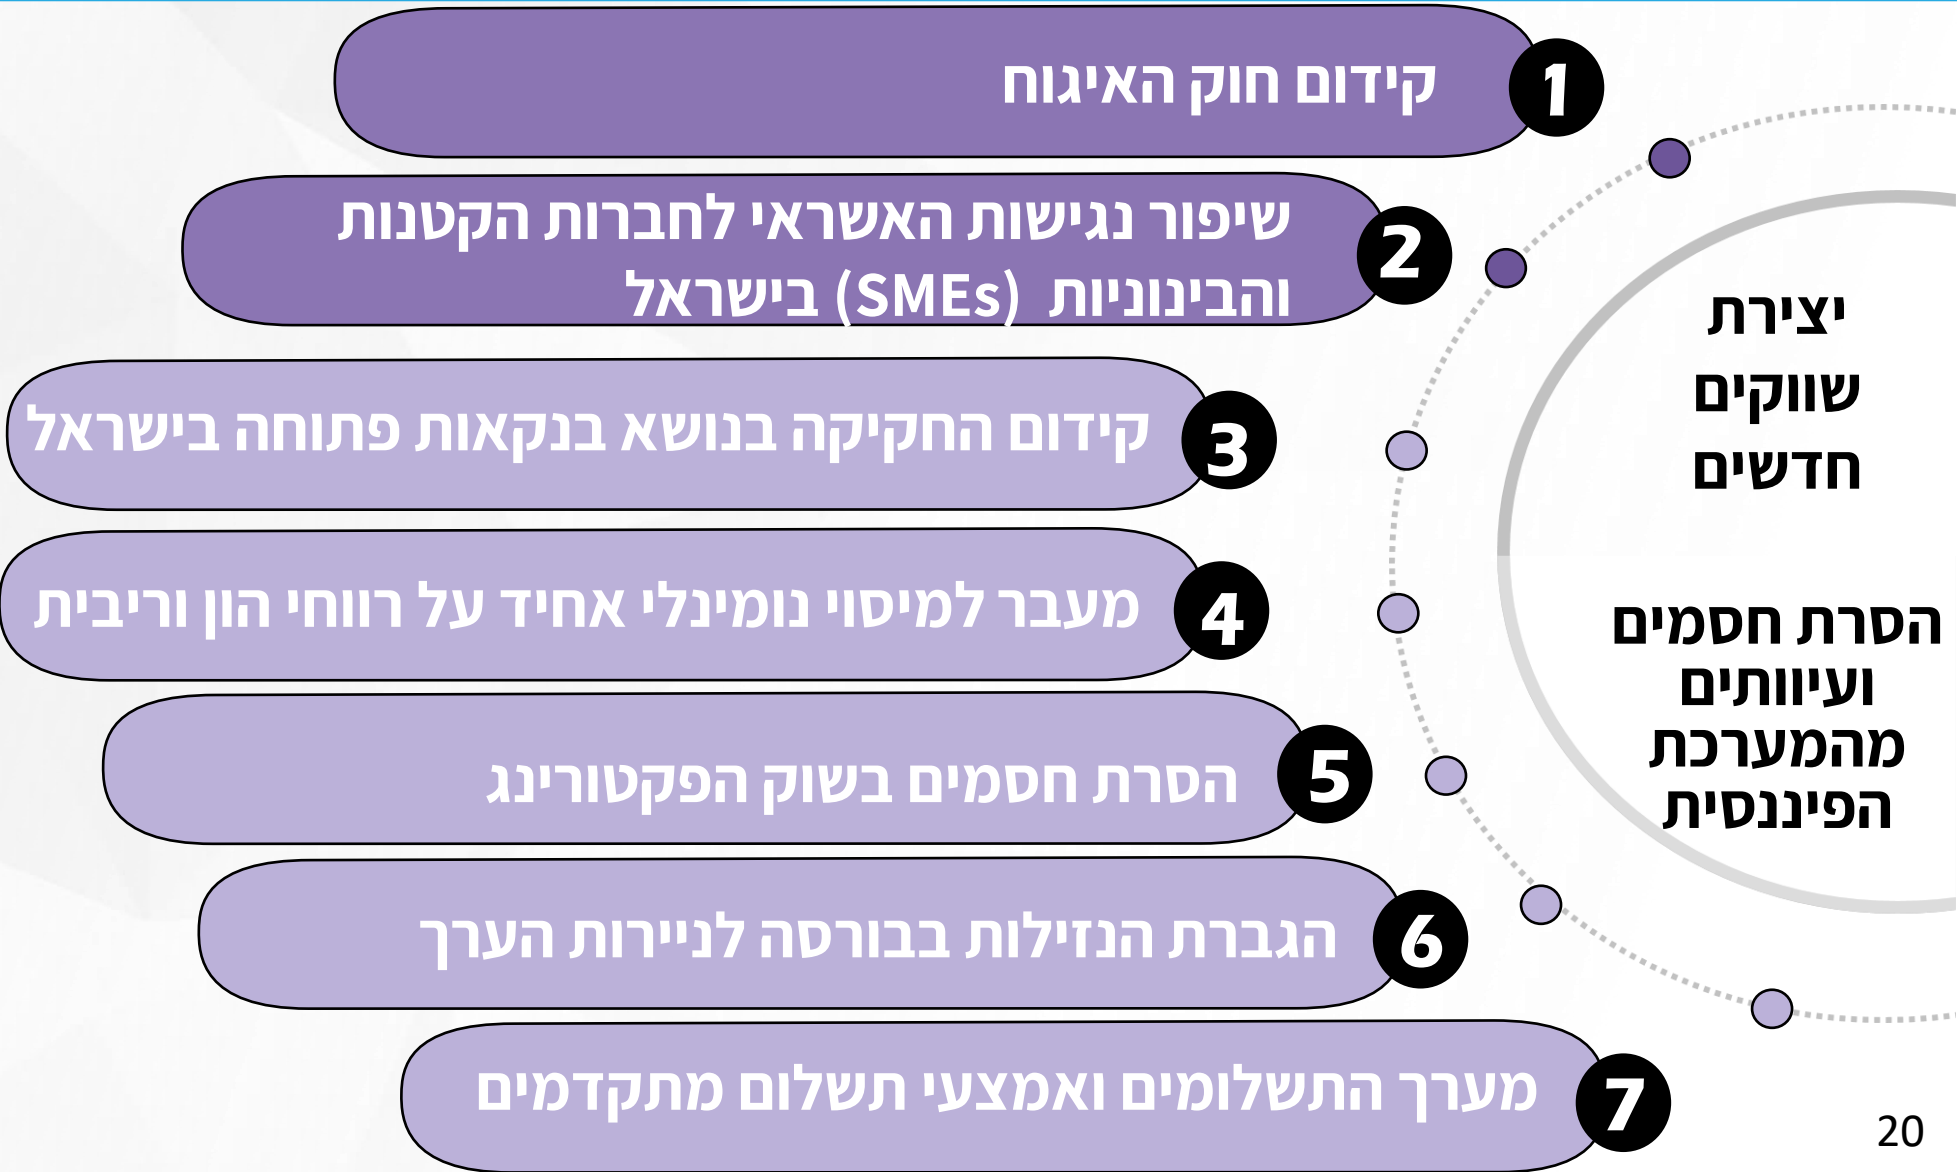 1
קידום חוק האיגוח
2
שיפור נגישות האשראי לחברות הקטנות
והבינוניות (SMEs) בישראל
3
קידום החקיקה בנושא בנקאות פתוחה בישראל
4
מעבר למיסוי נומינלי אחיד על רווחי הון וריבית
5
הסרת חסמים בשוק הפקטורינג
6
הגברת הנזילות בבורסה לניירות הערך
7
מערך התשלומים ואמצעי תשלום מתקדמים
יצירת
שווקים
חדשים
הסרת חסמים
ועיוותים
מהמערכת
הפיננסית
20